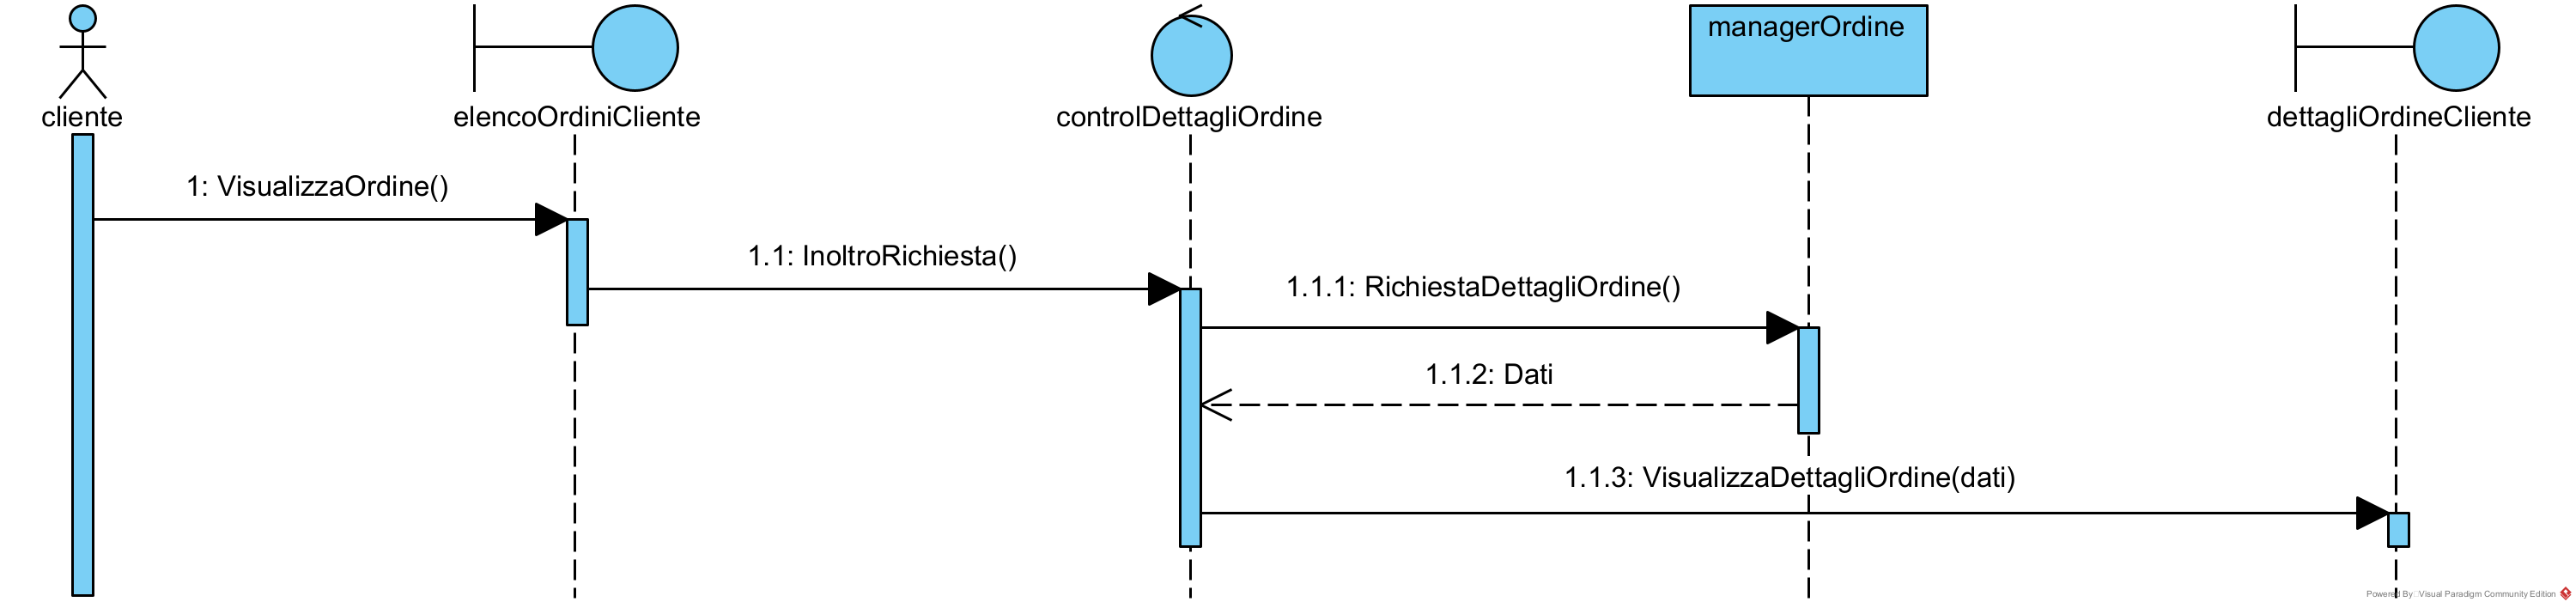 managerOrdine
cliente
elencoOrdiniCliente
controlDettagliOrdine
dettagliOrdineCliente
1: VisualizzaOrdine()
1.1: InoltroRichiesta()
1.1.1: RichiestaDettagliOrdine()
1.1.2: Dati
1.1.3: VisualizzaDettagliOrdine(dati)
Powered By Visual Paradigm Community Edition